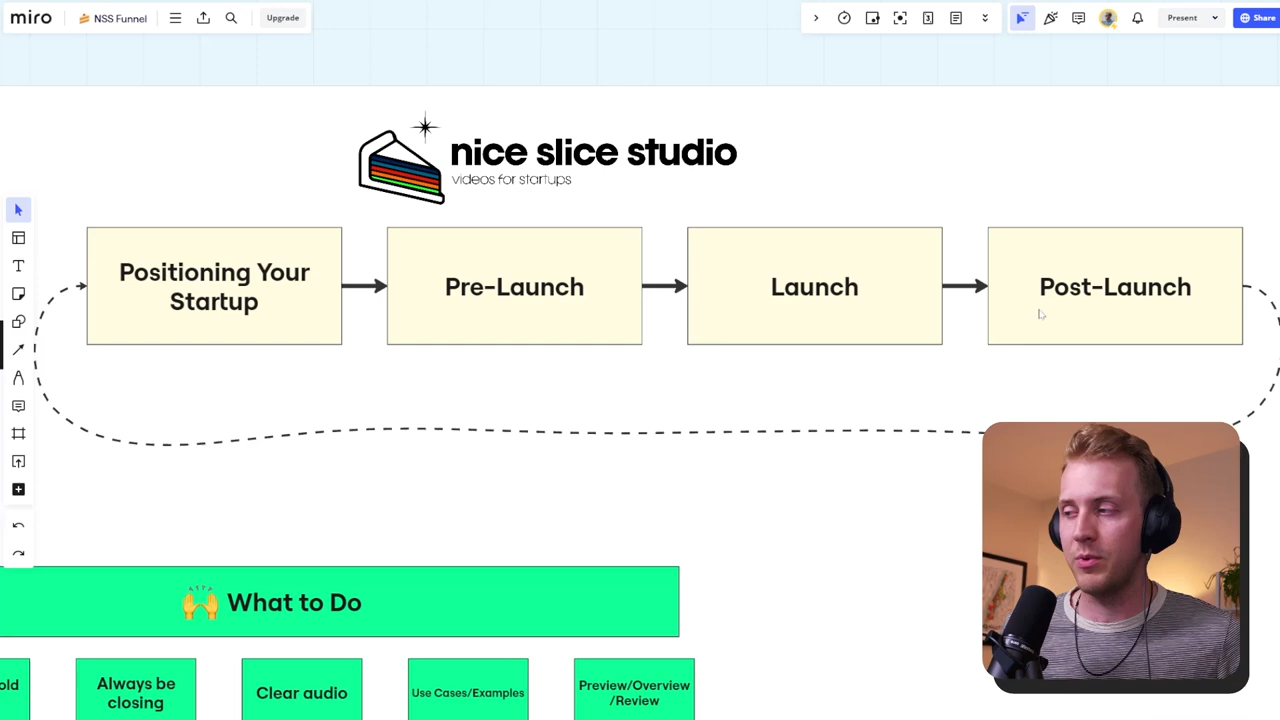 miro
NSS Funnel
Upgrade
3
Present
Share
nice slice studio
videos for startups
Positioning Your
Startup
Pre-Launch
Launch
Post-Launch
What to Do
old
Always be
closing
Clear audio
Use Cases/Examples
Preview/Overview
/Review